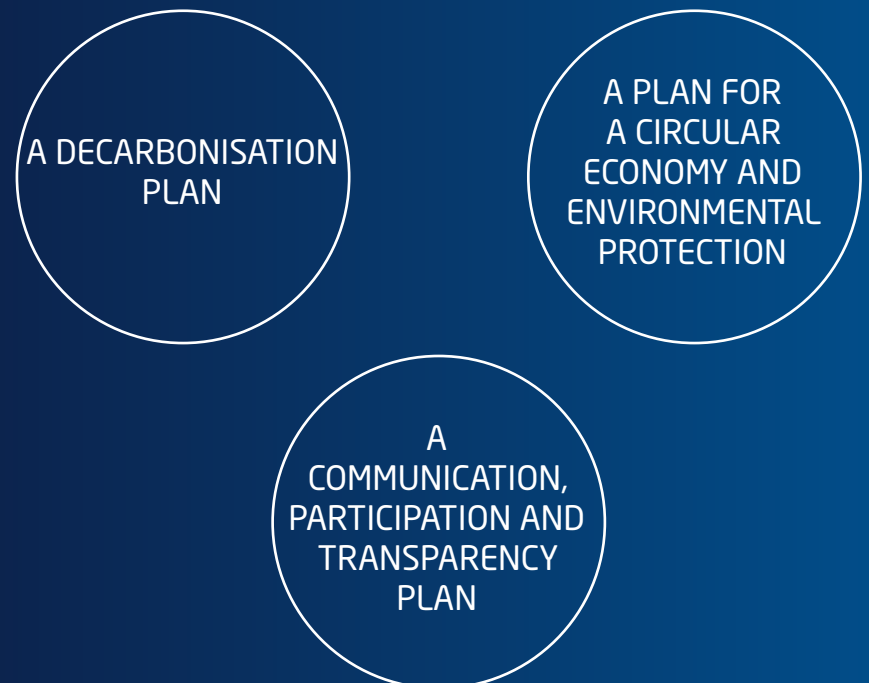 A DECARBONISATION
PLAN
A PLAN FOR
A CIRCULAR
ECONOMY AND
ENVIRONMENTAL
PROTECTION
A
COMMUNICATION,
PARTICIPATION AND
TRANSPARENCY
PLAN